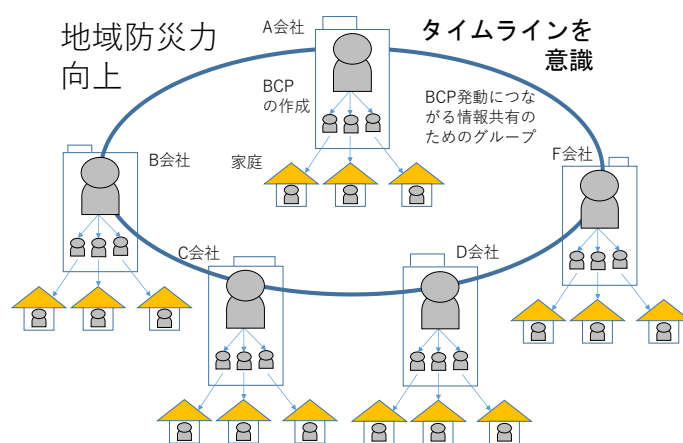 地域防災力
向上
A会社
タイムラインを
意識
BCP
の作成
BCP発動につな
がる情報共有の
ためのグループ
B会社
家庭
F会社
C会社
D会社